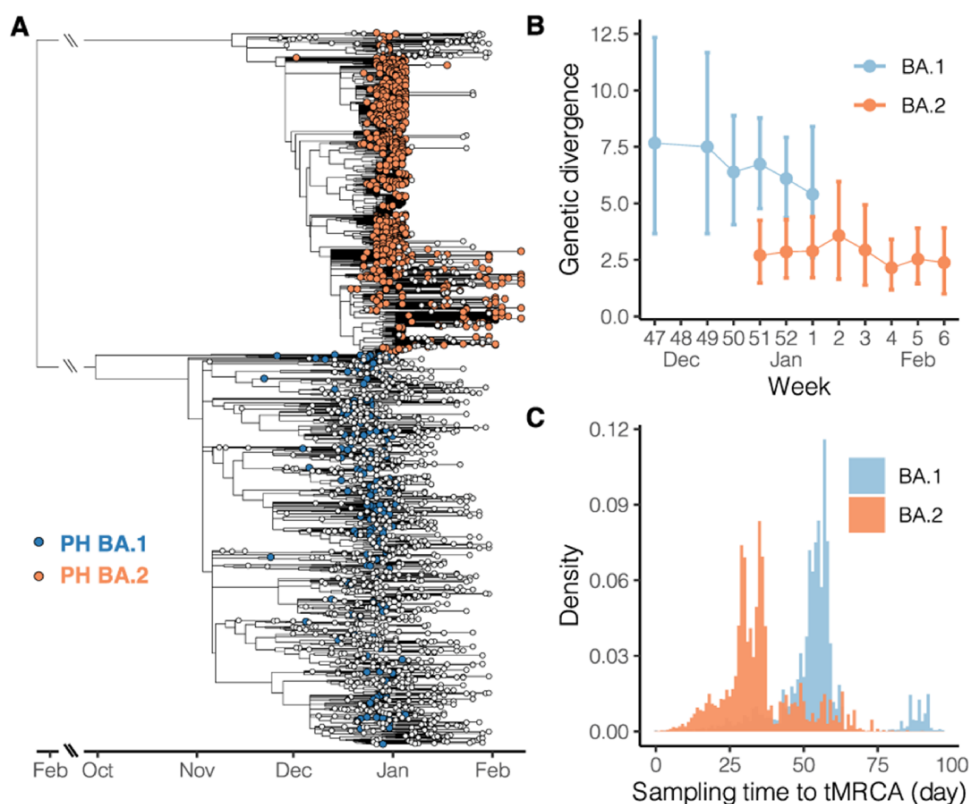 A
PH BA.1
PH BA.2
Feb Oct Nov Dec Jan Feb
B
12.5
10.0
7.5
5.0
2.5
0.0
Genetic divergence
BA.1
BA.2
47 48 49 50 51 52 1 2 3 4 5 6
Dec Jan Feb
Week
C
0.12
0.09
0.06
0.03
0.00
Density
BA.1
BA.2
0 25 50 75 100
Sampling time to tMRCA (day)